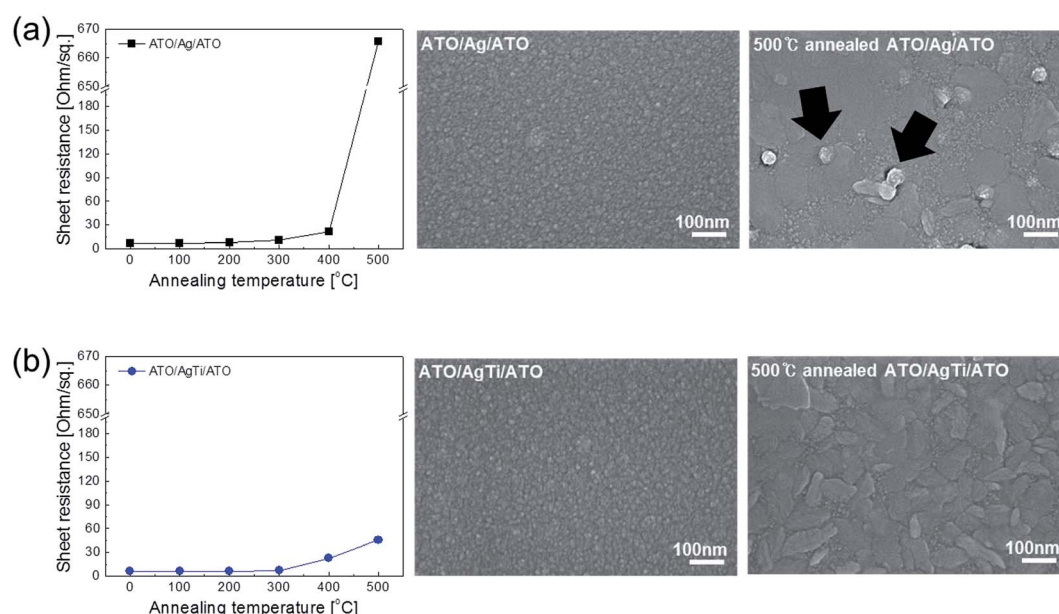 (a)
670
660
650
180
150
120
90
60
30
0
Sheet resistance [Ohm/sq.]
ATO/Ag/ATO
0 100 200 300 400 500
Annealing temperature [°C]
ATO/Ag/ATO
100nm
500℃ annealed ATO/Ag/ATO
100nm
(b)
670
660
650
180
150
120
90
60
30
0
Sheet resistance [Ohm/sq.]
ATO/AgTi/ATO
0 100 200 300 400 500
Annealing temperature [°C]
ATO/AgTi/ATO
100nm
500℃ annealed ATO/AgTi/ATO
100nm